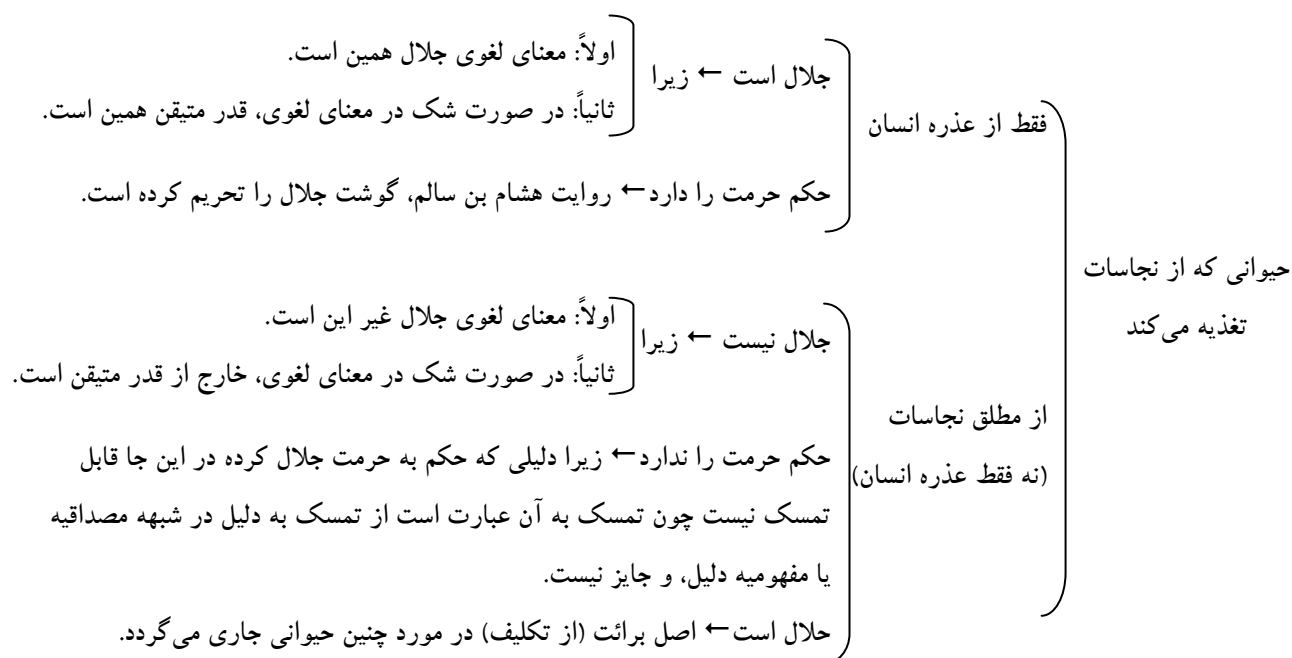 حیوانی که از نجاسات
تغذیه می‌کند
فقط از عذره انسان
جلال است ← زیرا
اولاً: معنای لغوی جلال همین است.
ثانیاً: در صورت شک در معنای لغوی، قدر متیقن همین است.
حکم حرمت را دارد← روایت هشام بن سالم، گوشت جلال را تحریم کرده است.
از مطلق نجاسات
(نه فقط عذره انسان)
جلال نیست ← زیرا
اولاً: معنای لغوی جلال غیر این است.
ثانیاً: در صورت شک در معنای لغوی، خارج از قدر متیقن است.
حکم حرمت را ندارد← زیرا دلیلی که حکم به حرمت جلال کرده در این جا قابل
تمسک نیست چون تمسک به آن عبارت است از تمسک به دلیل در شبهه مصداقیه
یا مفهومیه دلیل، و جایز نیست.
حلال است← اصل برائت (از تکلیف) در مورد چنین حیوانی جاری می‌گردد.